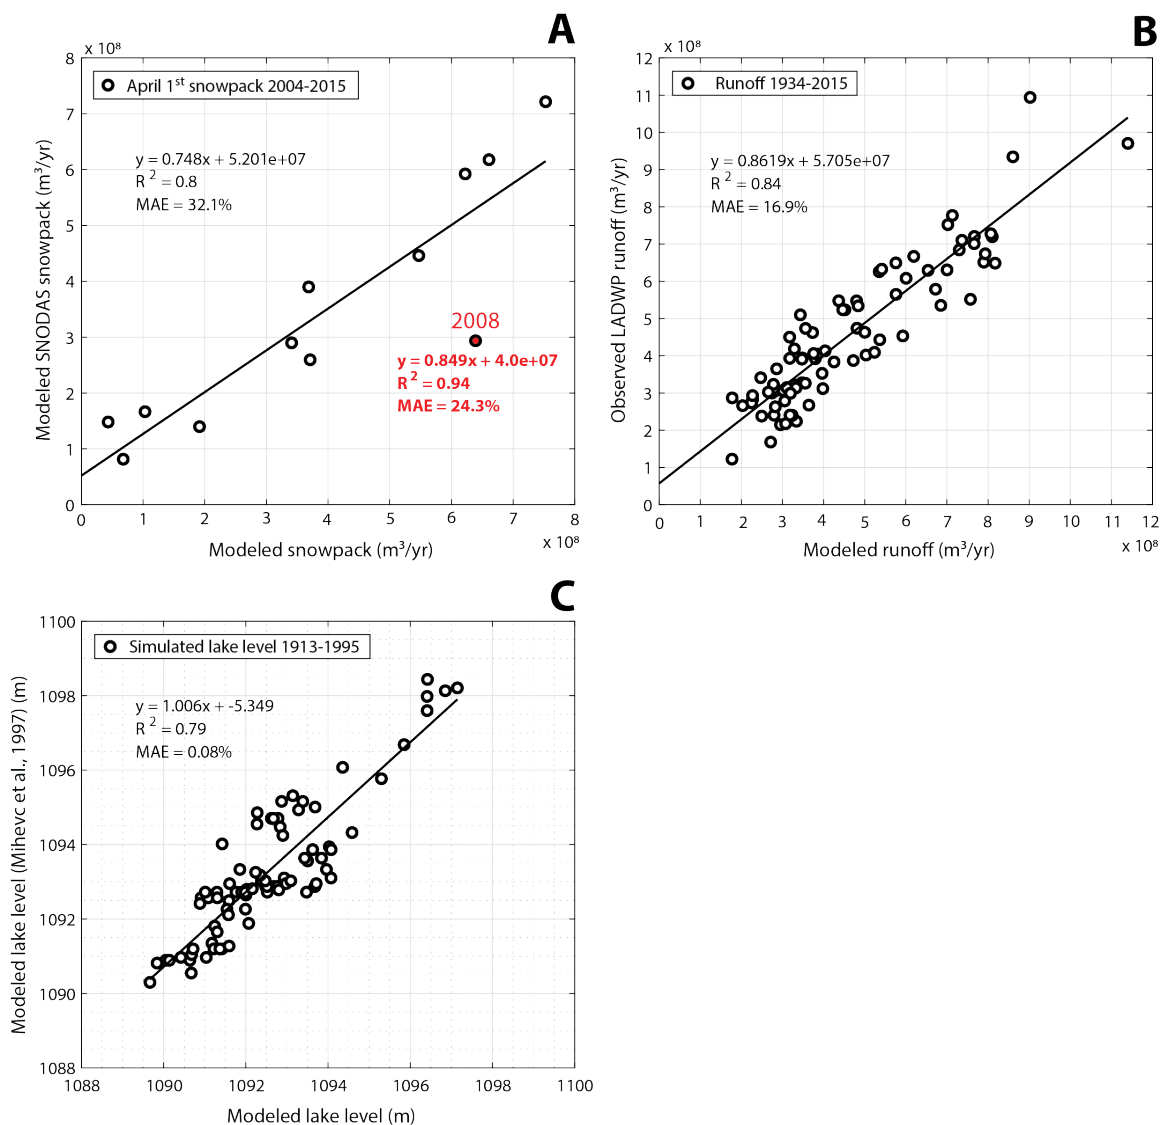 A
x 10⁸
April 1st snowpack 2004-2015
y = 0.748x + 5.201e+07
R² = 0.8
MAE = 32.1%
2008
y = 0.849x + 4.0e+07
R² = 0.94
MAE = 24.3%
Modeled SNODAS snowpack (m³/yr)
8
7
6
5
4
3
2
1
0
0 1 2 3 4 5 6 7 8
Modeled snowpack (m³/yr)
x 10⁸
B
x 10⁸
Runoff 1934-2015
y = 0.8619x + 5.705e+07
R² = 0.84
MAE = 16.9%
Observed LADWP runoff (m³/yr)
12
11
10
9
8
7
6
5
4
3
2
1
0
0 1 2 3 4 5 6 7 8 9 10 11 12
Modeled runoff (m³/yr)
x 10⁸
C
Simulated lake level 1913-1995
y = 1.006x + -5.349
R² = 0.79
MAE = 0.08%
Modeled lake level (Mihevc et al., 1997) (m)
1100
1098
1096
1094
1092
1090
1088
1088 1090 1092 1094 1096 1098 1100
Modeled lake level (m)